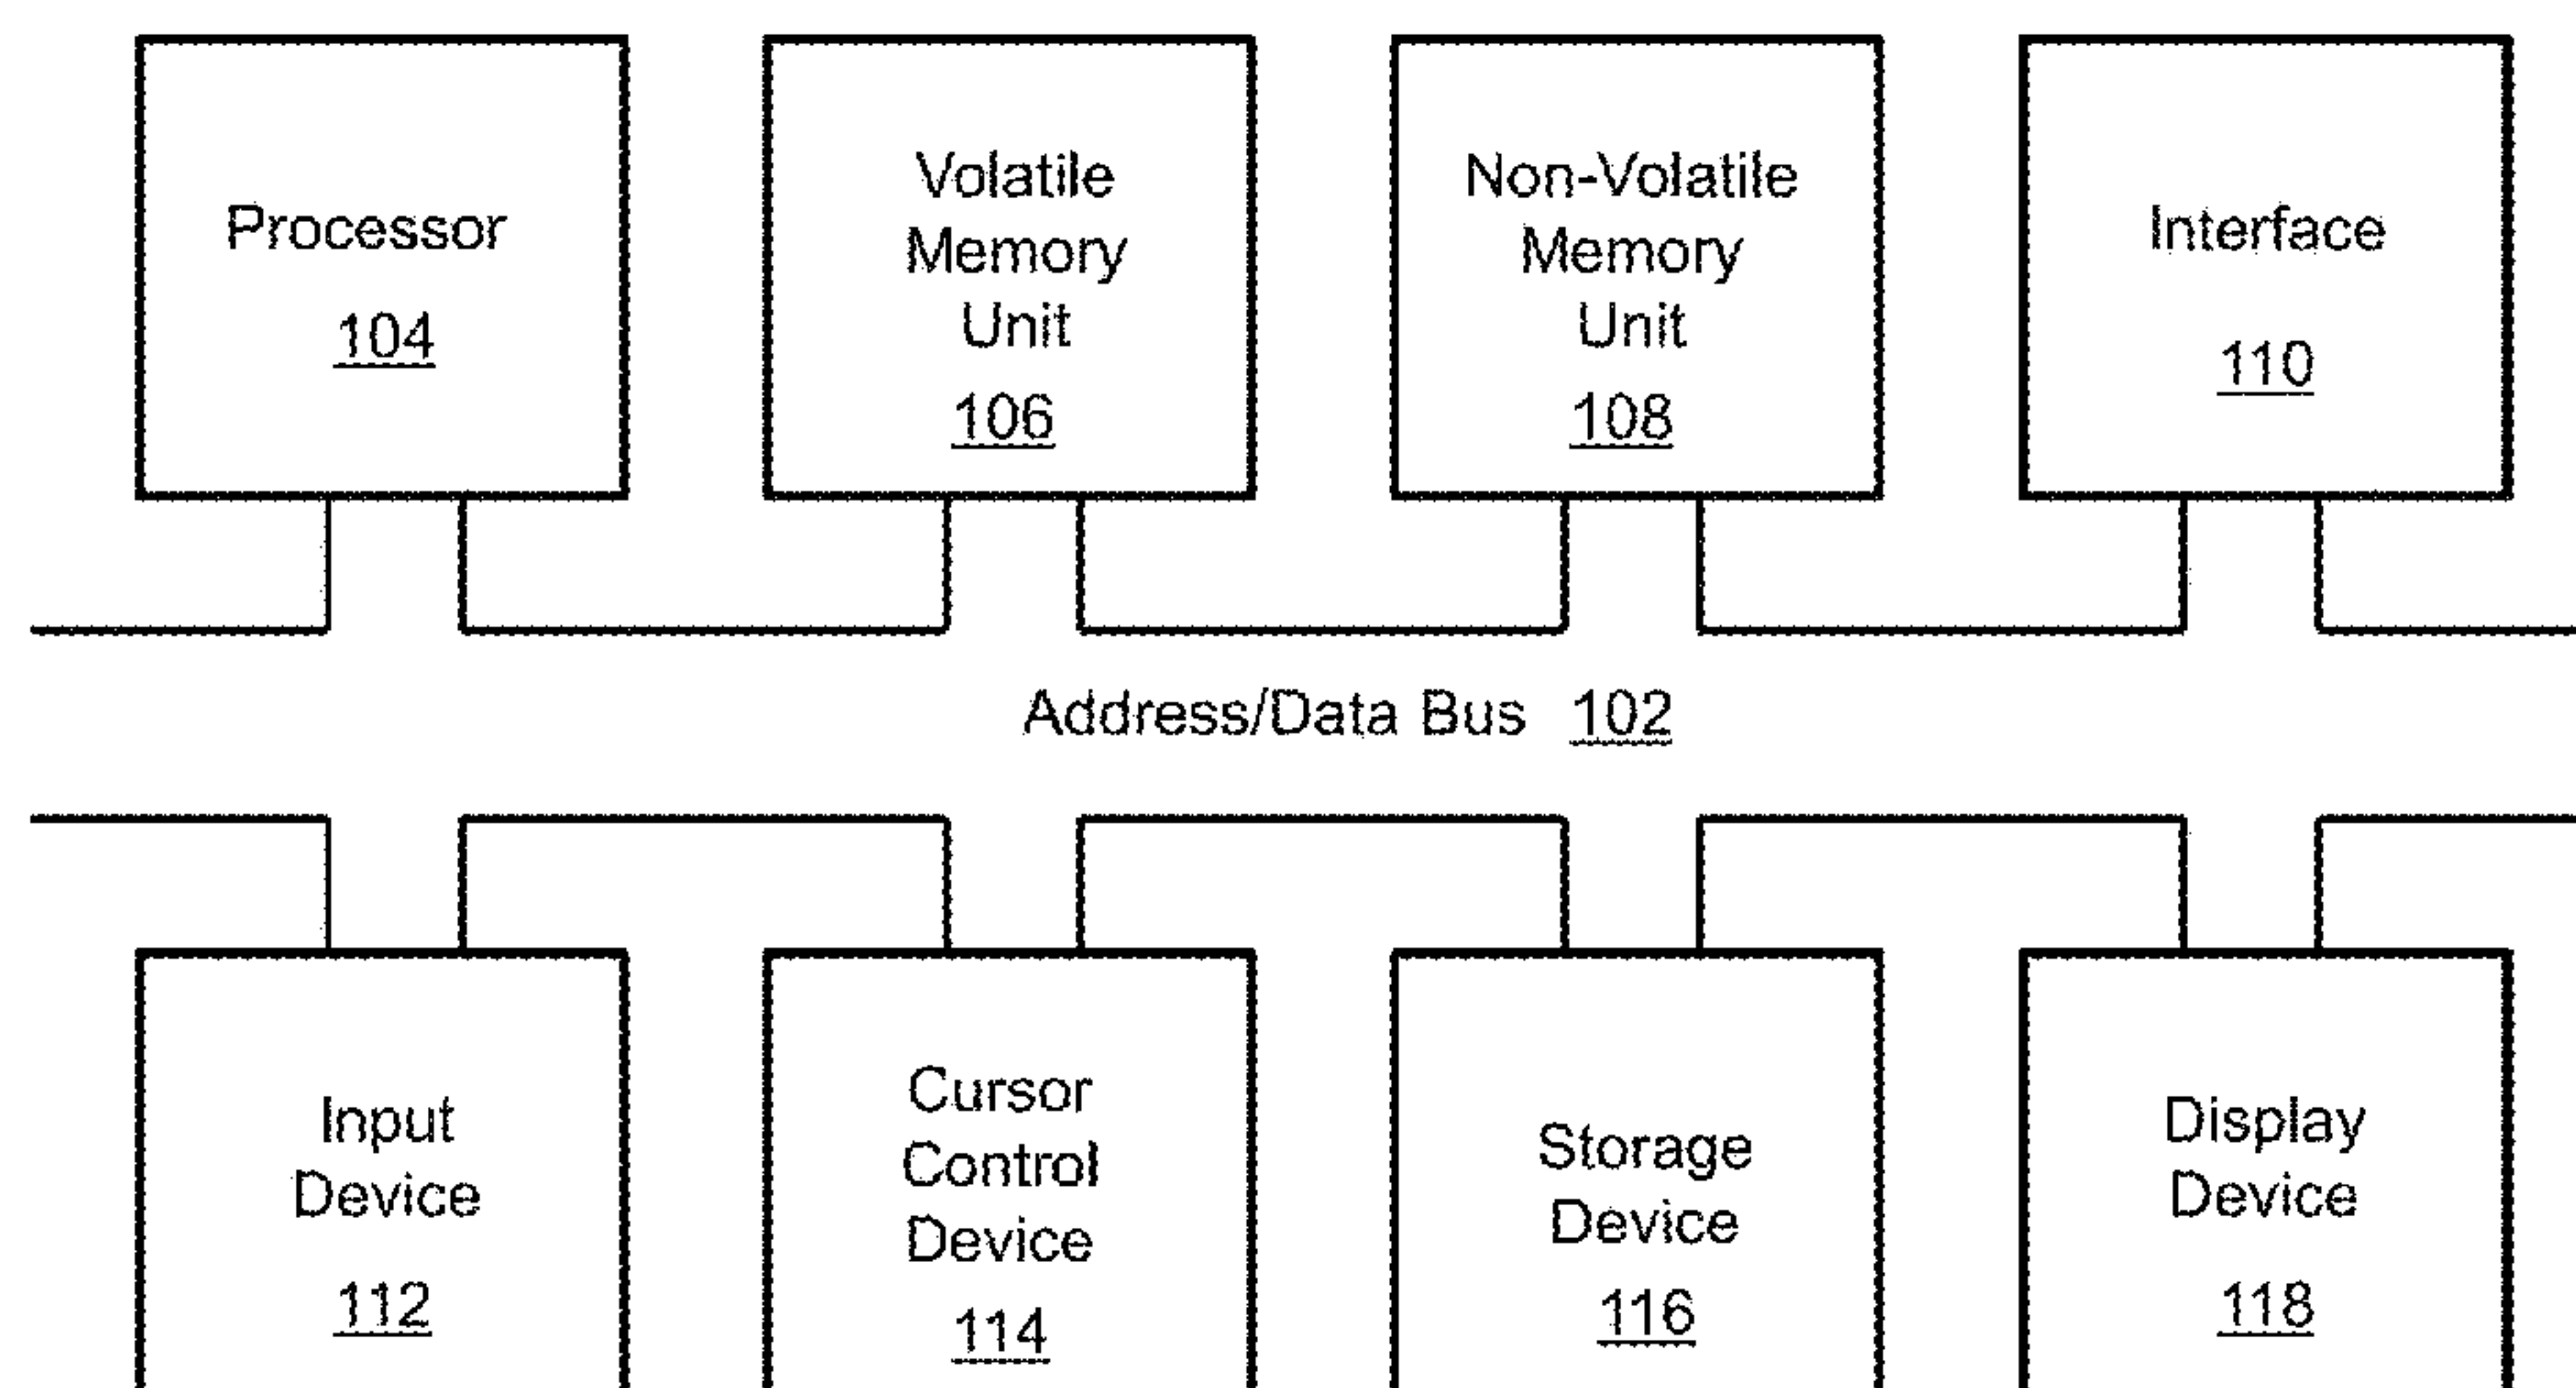 Processor
104
Volatile
Memory
Unit
106
Non-Volatile
Memory
Unit
108
Interface
110
Address/Data Bus 102
Input
Device
112
Cursor
Control
Device
114
Storage
Device
116
Display
Device
118